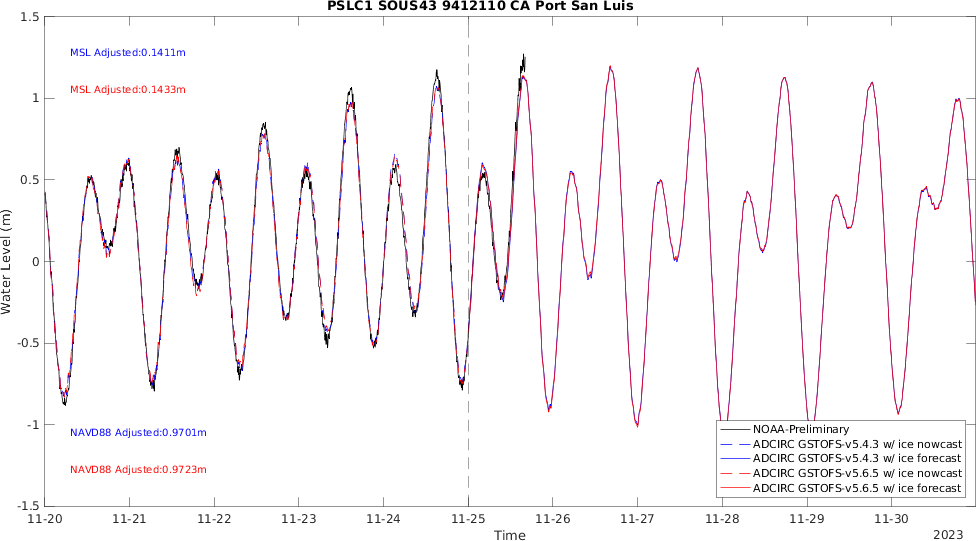 PSLC1 SOUS43 9412110 CA Port San Luis
1.5
MSL Adjusted:0.1411m
MSL Adjusted:0.1433m
1
0.5
Water Level (m)
0
-0.5
-1
NAVD88 Adjusted:0.9701m
NAVD88 Adjusted:0.9723m
NOAA-Preliminary
ADCIRC GSTOFS-v5.4.3 w/ ice nowcast
ADCIRC GSTOFS-v5.4.3 w/ ice forecast
ADCIRC GSTOFS-v5.6.5 w/ ice nowcast
ADCIRC GSTOFS-v5.6.5 w/ ice forecast
-1.5
11-20 11-21 11-22 11-23 11-24 11-25 11-26 11-27 11-28 11-29 11-30
Time
2023